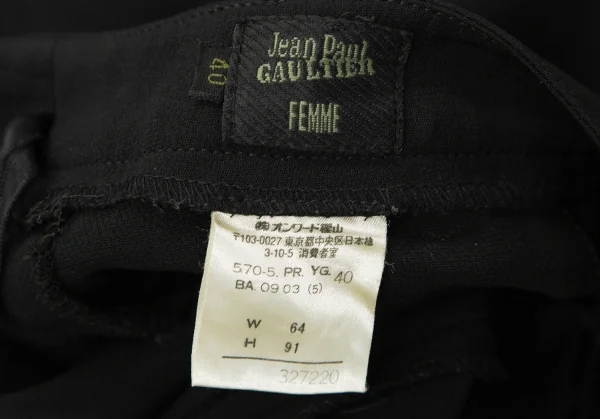 Jean Paul
GAULTIER
FEMME
40
㈱オンワード樫山
〒103-0027 東京都中央区日本橋
3-10-5 消費者室
570-5. PR. YG. 40
BA. 09 03 (5)
W 64
H 91
327220